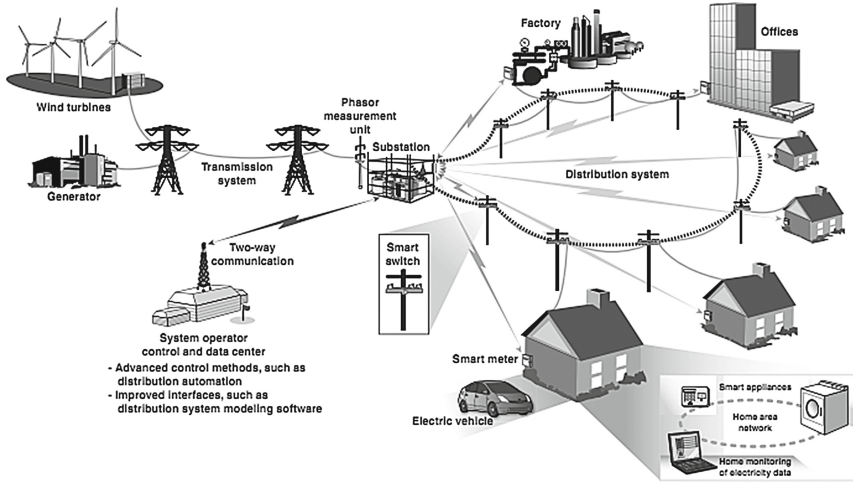 Factory
Offices
Wind turbines
Phasor
measurement
unit
Substation
Transmission
system
Generator
Distribution system
Two-way
communication
Smart
switch
System operator
control and data center
- Advanced control methods, such as
distribution automation
- Improved interfaces, such as
distribution system modeling software
Smart meter
Electric vehicle
Smart appliances
Home area
network
Home monitoring
of electricity data